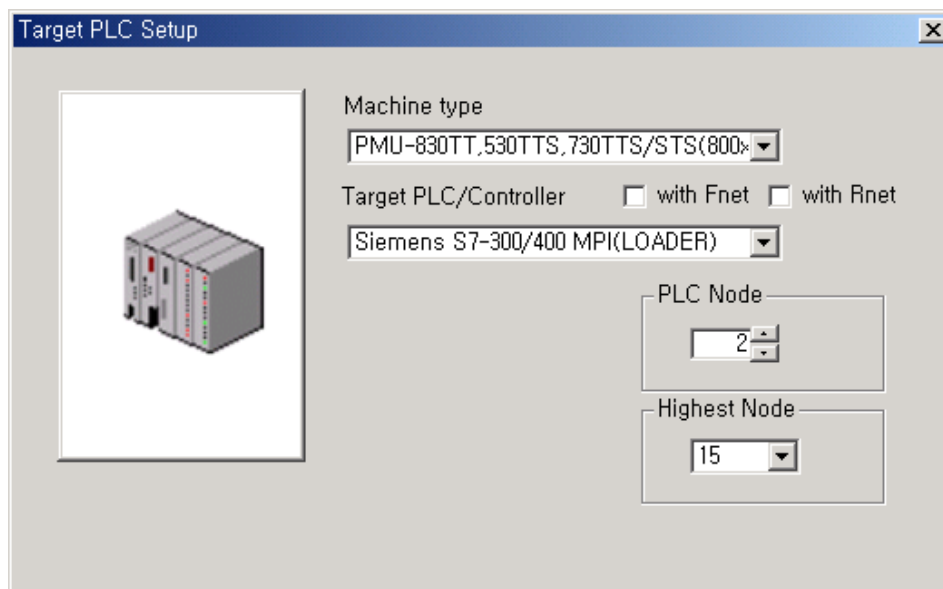 Target PLC Setup
Machine type
PMU-830TT,530TTS,730TTS/STS(800x
Target PLC/Controller with Fnet with Rnet
Siemens S7-300/400 MPI(LOADER)
PLC Node
2
Highest Node
15